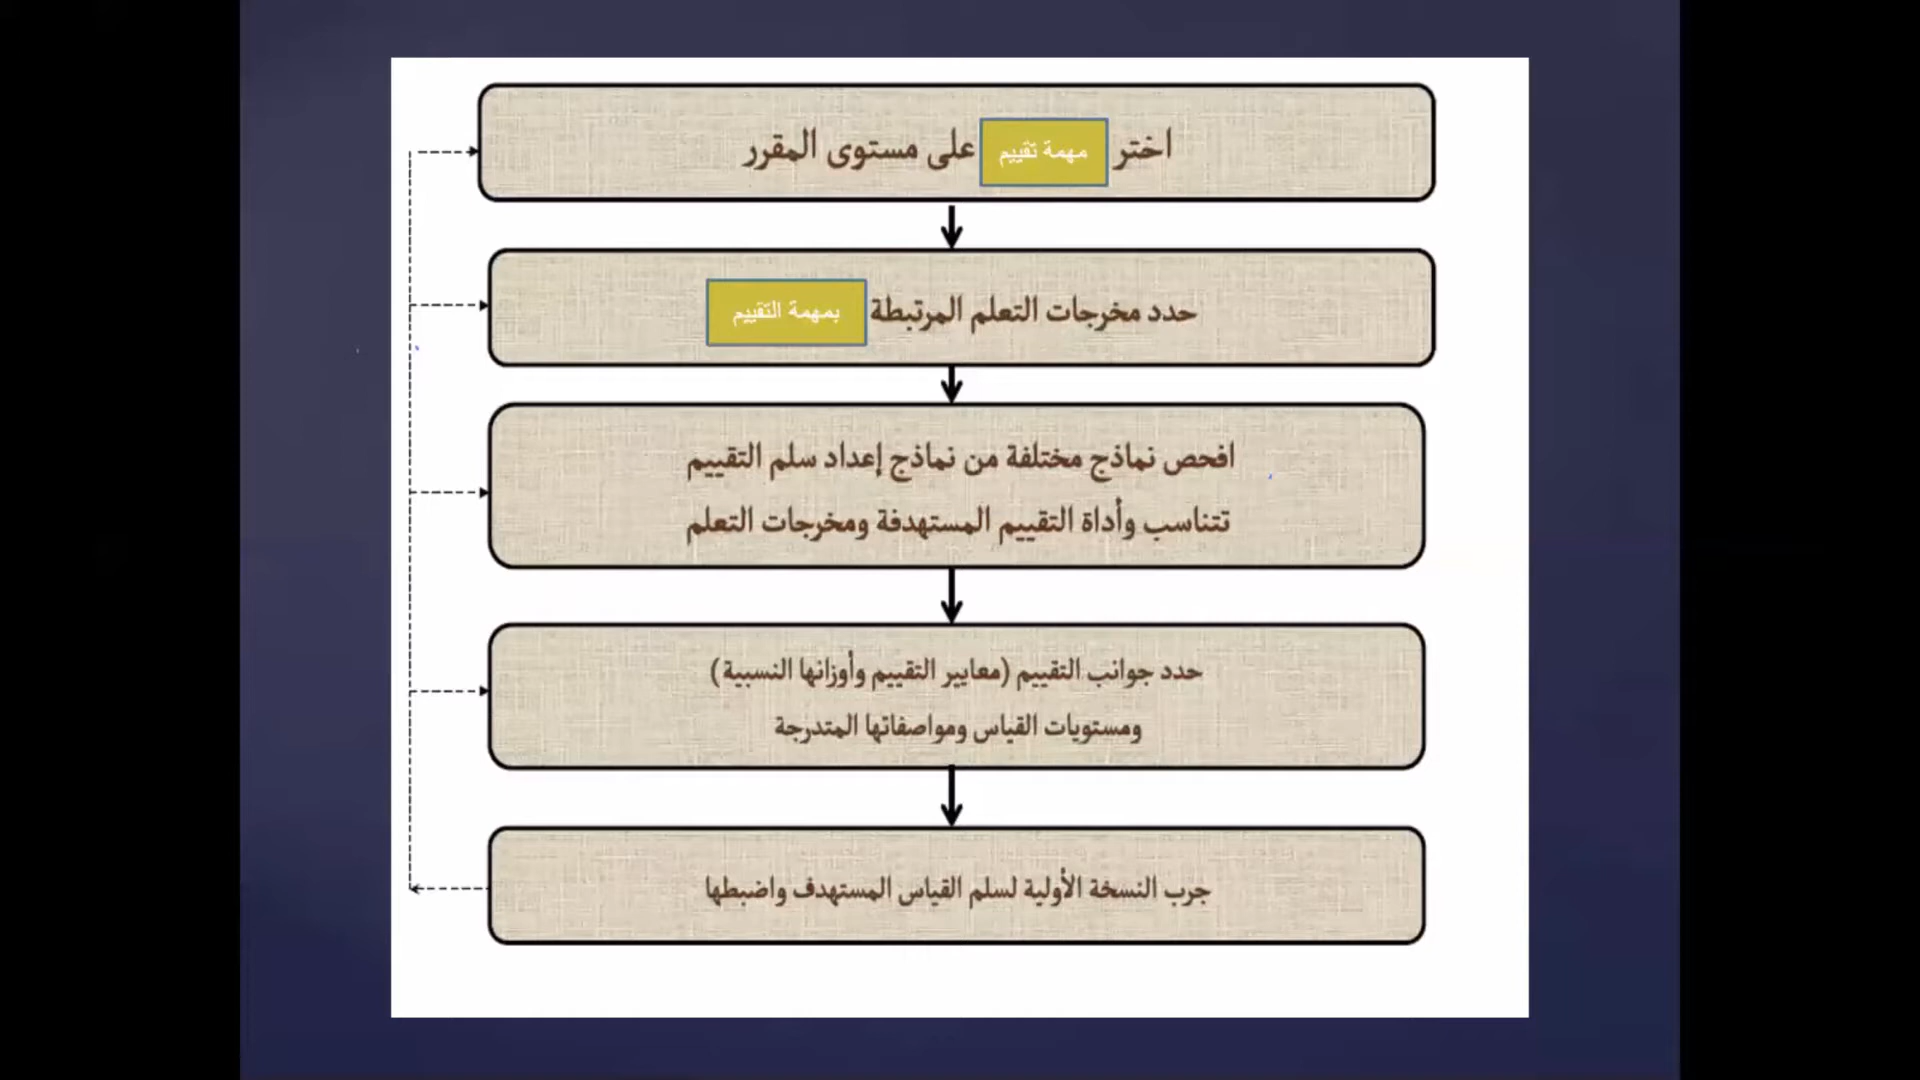 اختر مهمة تقييم على مستوى المقرر
حدد مخرجات التعلم المرتبطة بمهمة التقييم
افحص نماذج مختلفة من نماذج إعداد سلم التقييم
تتناسب وأداة التقييم المستهدفة ومخرجات التعلم
حدد جوانب التقييم (معايير التقييم وأوزانها النسبية)
ومستويات القياس ومواصفاتها المتدرجة
جرب النسخة الأولية لسلم القياس المستهدف واضبطها